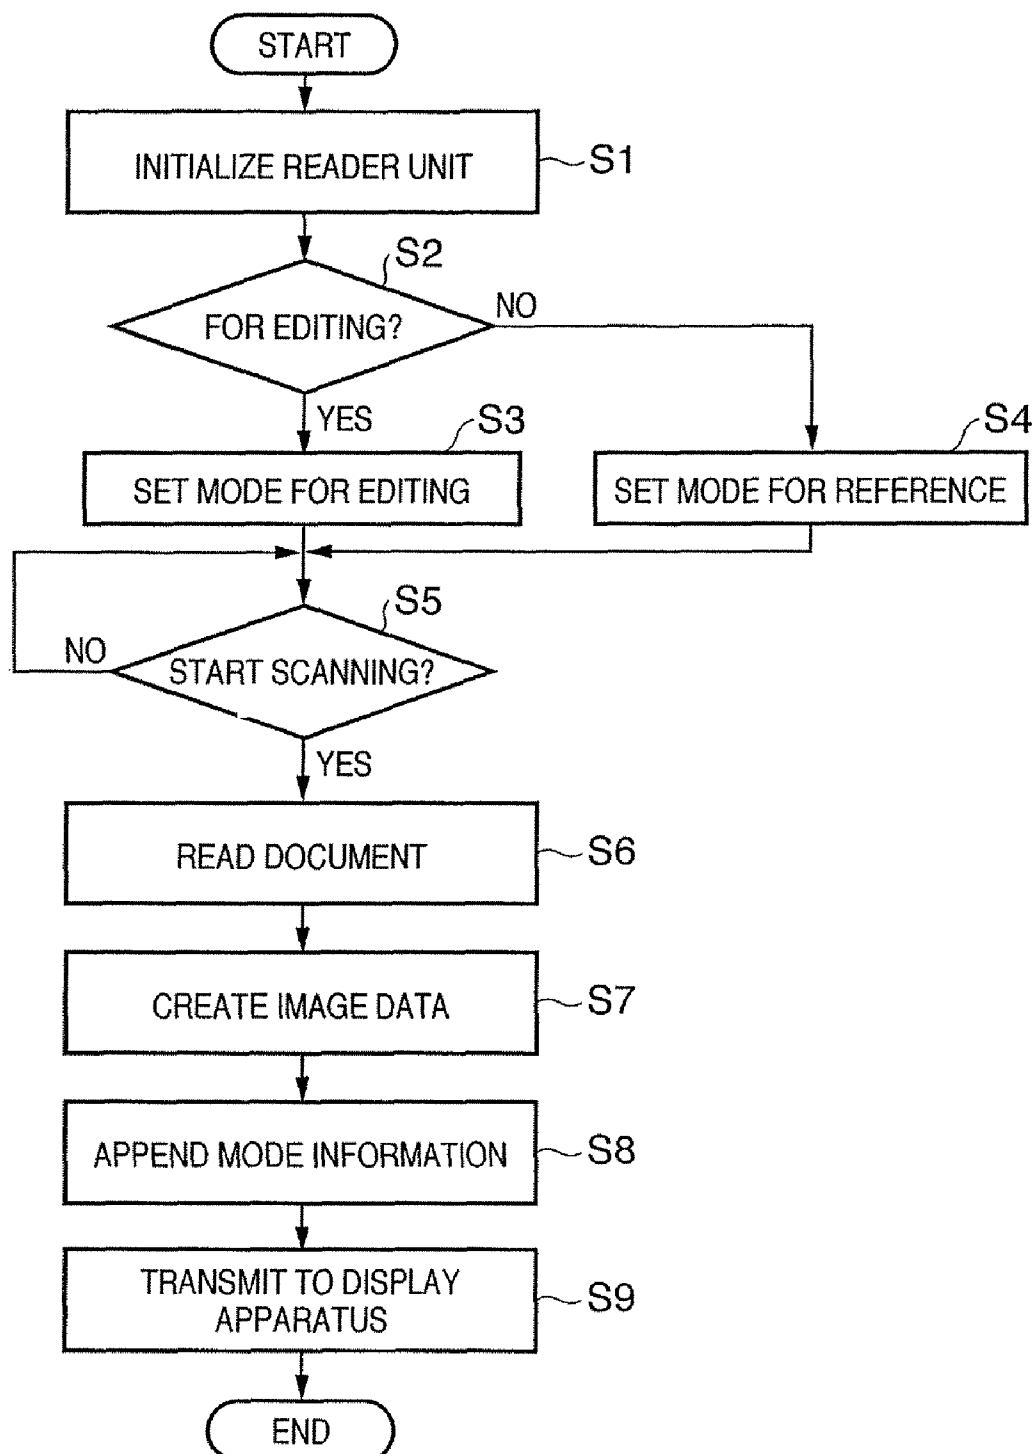 START
INITIALIZE READER UNIT
S1
S2
FOR EDITING?
NO
YES
S3
S4
SET MODE FOR EDITING
SET MODE FOR REFERENCE
S5
NO
START SCANNING?
YES
READ DOCUMENT
S6
CREATE IMAGE DATA
S7
APPEND MODE INFORMATION
S8
TRANSMIT TO DISPLAY
APPARATUS
S9
END